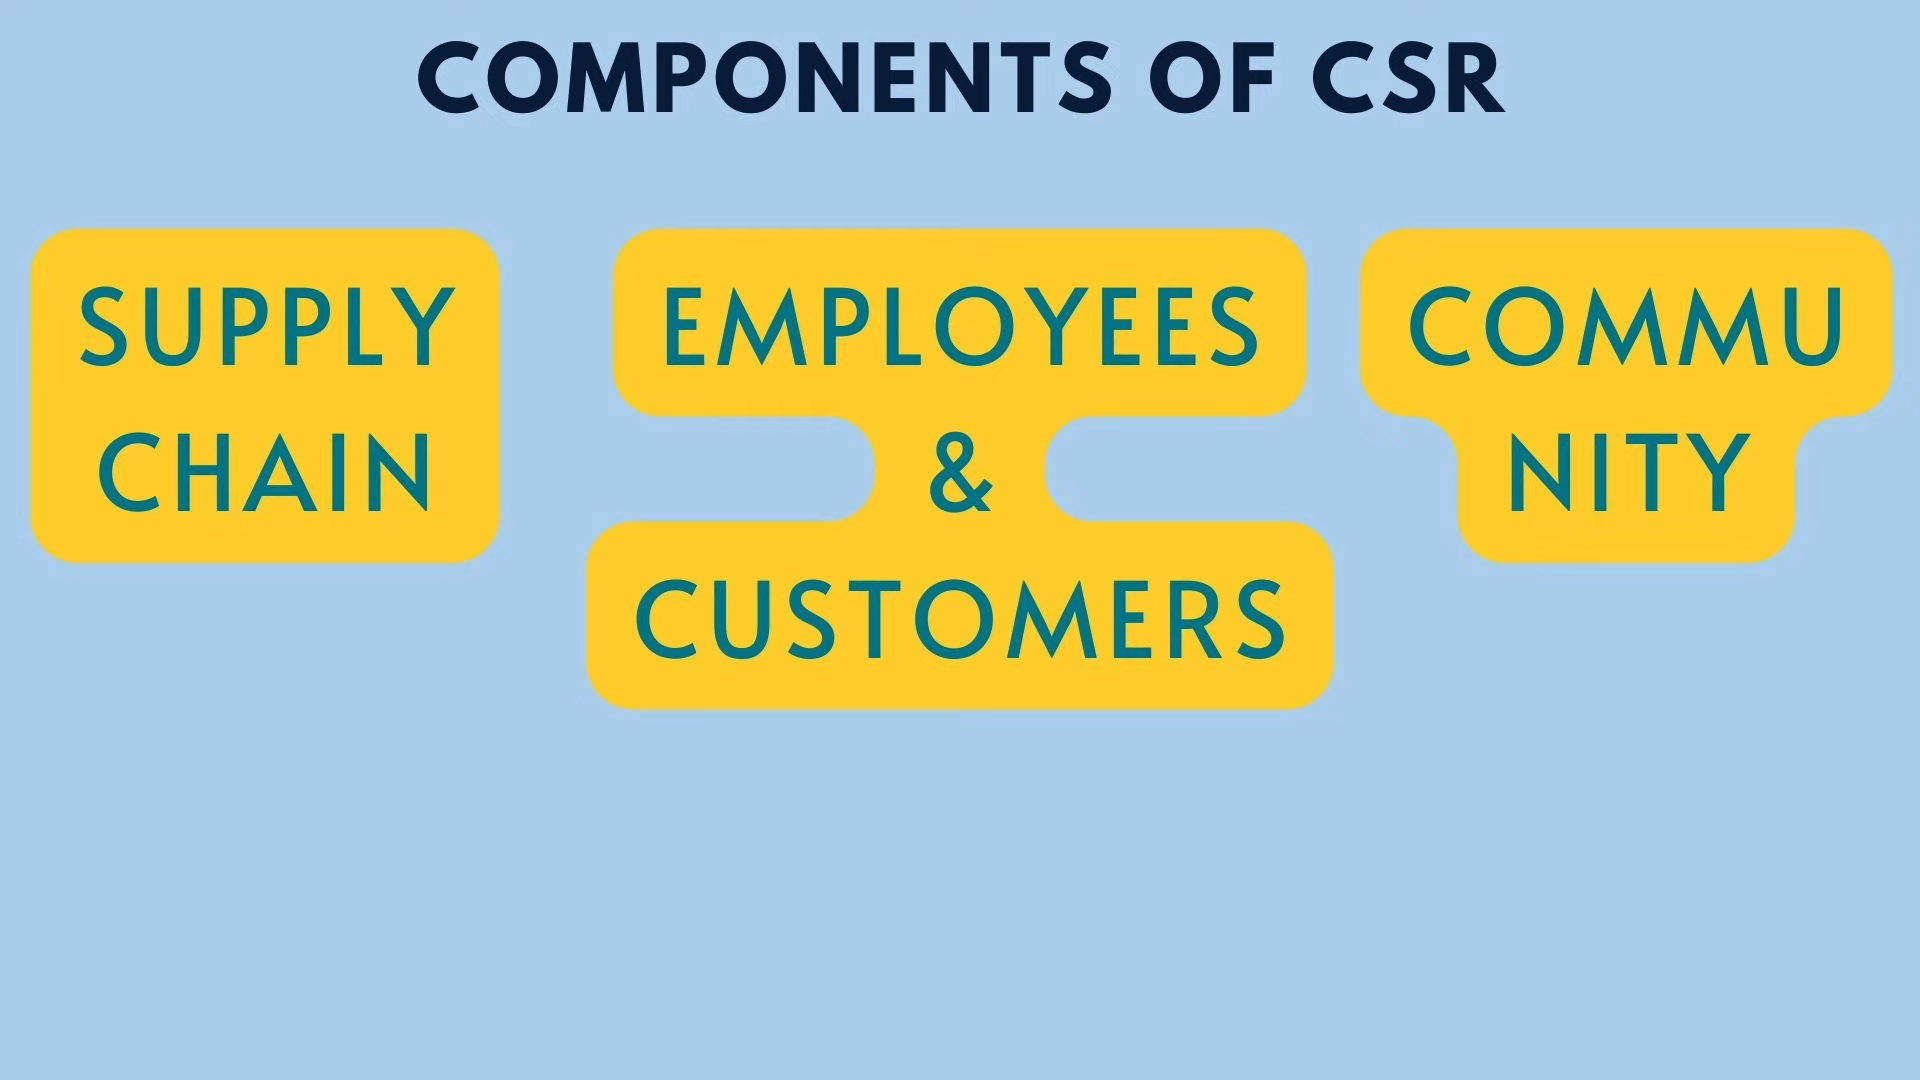 COMPONENTS OF CSR
SUPPLY
CHAIN
EMPLOYEES
&
CUSTOMERS
COMMU
NITY